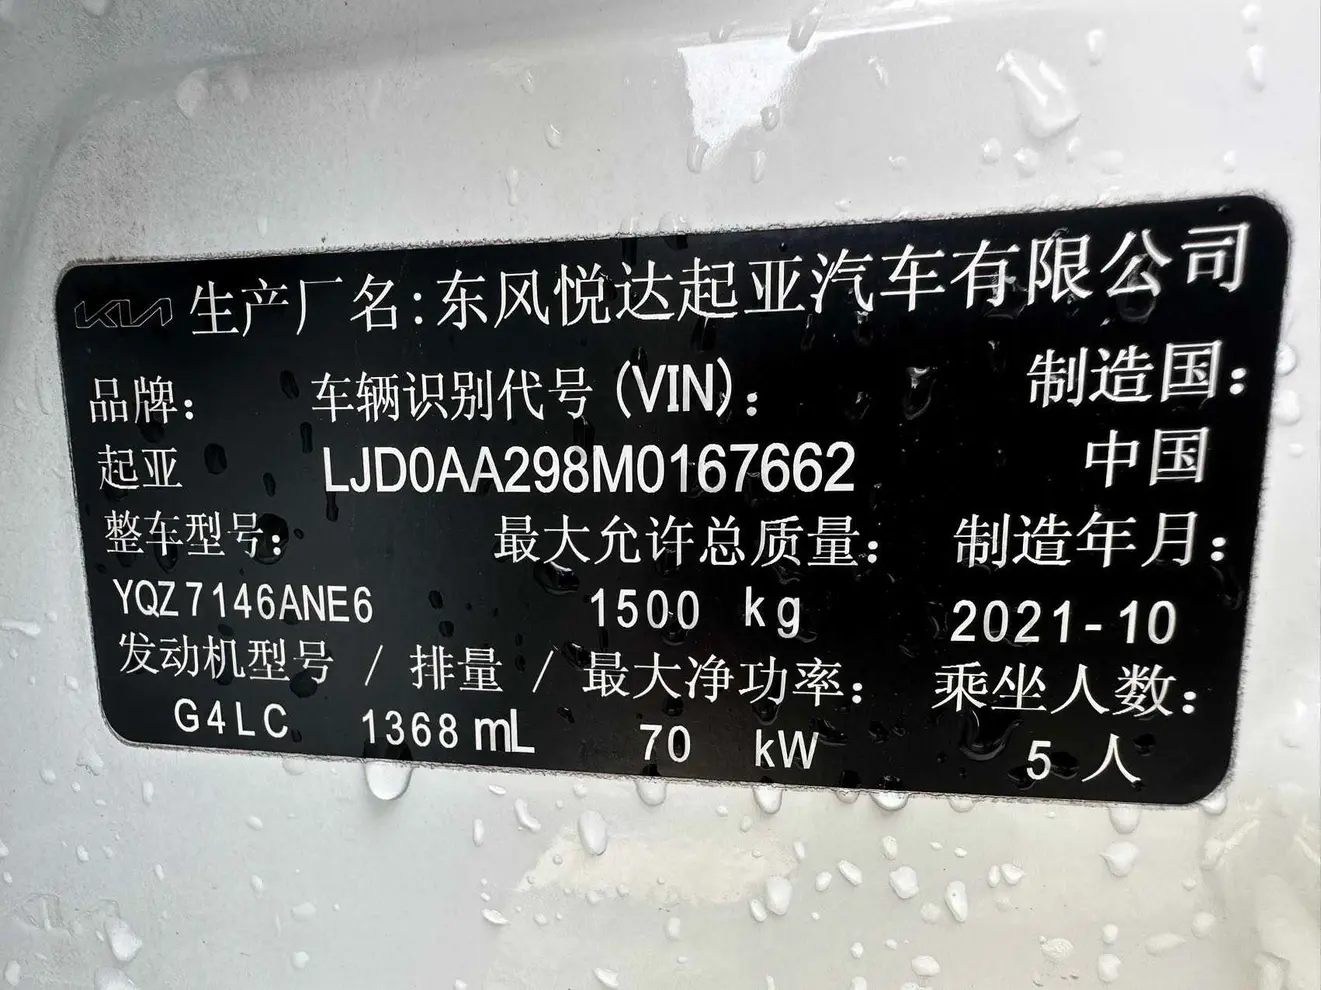 KIA 生产厂名:东风悦达起亚汽车有限公司
品牌: 车辆识别代号(VIN): 制造国:
起亚 LJD0AA298M0167662 中国
整车型号: 最大允许总质量: 制造年月:
YQZ7146ANE6 1500 kg 2021-10
发动机型号 / 排量 / 最大净功率: 乘坐人数:
G4LC 1368 mL 70 kW 5 人